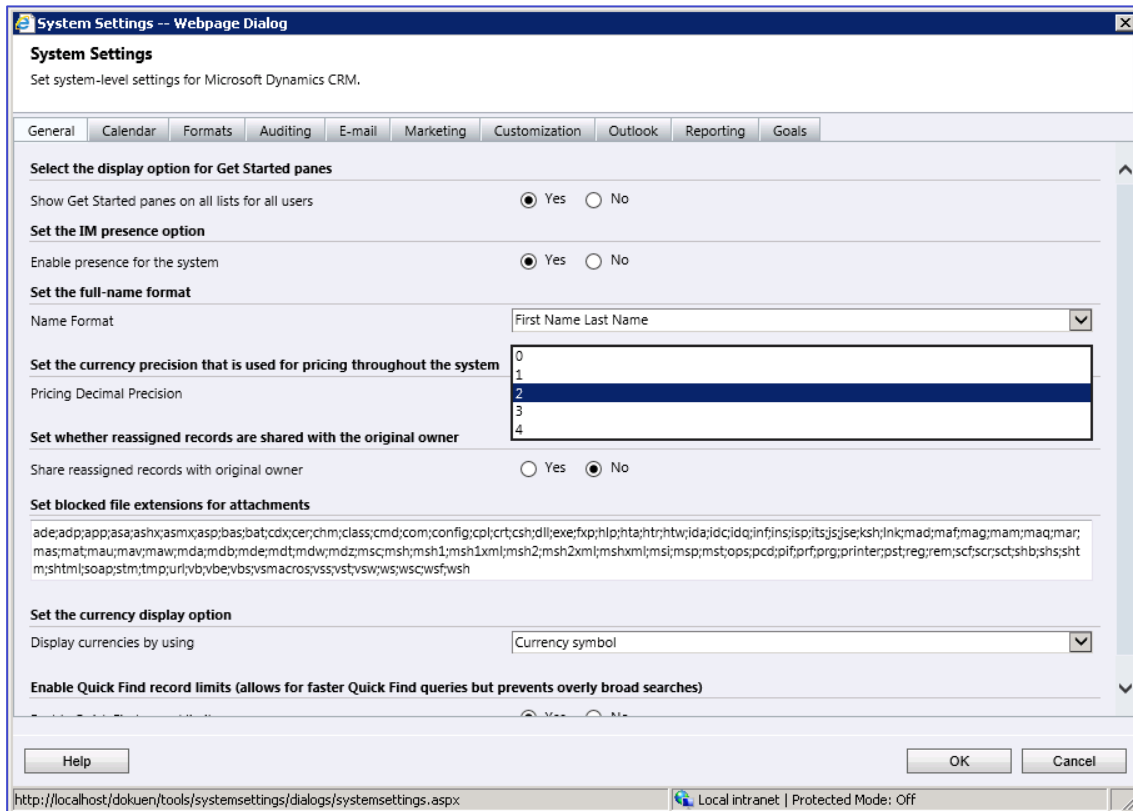 System Settings -- Webpage Dialog
System Settings
Set system-level settings for Microsoft Dynamics CRM.
General Calendar Formats Auditing E-mail Marketing Customization Outlook Reporting Goals
Select the display option for Get Started panes
Show Get Started panes on all lists for all users Yes No
Set the IM presence option
Enable presence for the system Yes No
Set the full-name format
Name Format First Name Last Name
Set the currency precision that is used for pricing throughout the system
0
1
Pricing Decimal Precision 2
3
4
Set whether reassigned records are shared with the original owner
Share reassigned records with original owner Yes No
Set blocked file extensions for attachments
ade;adp;app;asa;ashx;asmx;asp;bas;bat;cdx;cer;chm;class;cmd;com;config;cpl;crt;csh;dll;exe;fxp;hlp;hta;htr;htw;ida;idc;idq;inf;ins;isp;its;js;jse;ksh;lnk;mad;maf;mag;mam;maq;mar;
mas;mat;mau;mav;maw;mda;mdb;mde;mdt;mdw;mdz;msc;msh;msh1;msh1xml;msh2;msh2xml;mshxml;msi;msp;mst;ops;pcd;pif;prf;prg;printer;pst;reg;rem;scf;scr;sct;shb;shs;sht
m;shtml;soap;stm;tmp;url;vb;vbe;vbs;vsmacros;vss;vst;vsw;ws;wsc;wsf;wsh
Set the currency display option
Display currencies by using Currency symbol
Enable Quick Find record limits (allows for faster Quick Find queries but prevents overly broad searches)
Yes No
Help OK Cancel
http://localhost/dokuen/tools/systemsettings/dialogs/systemsettings.aspx Local intranet | Protected Mode: Off